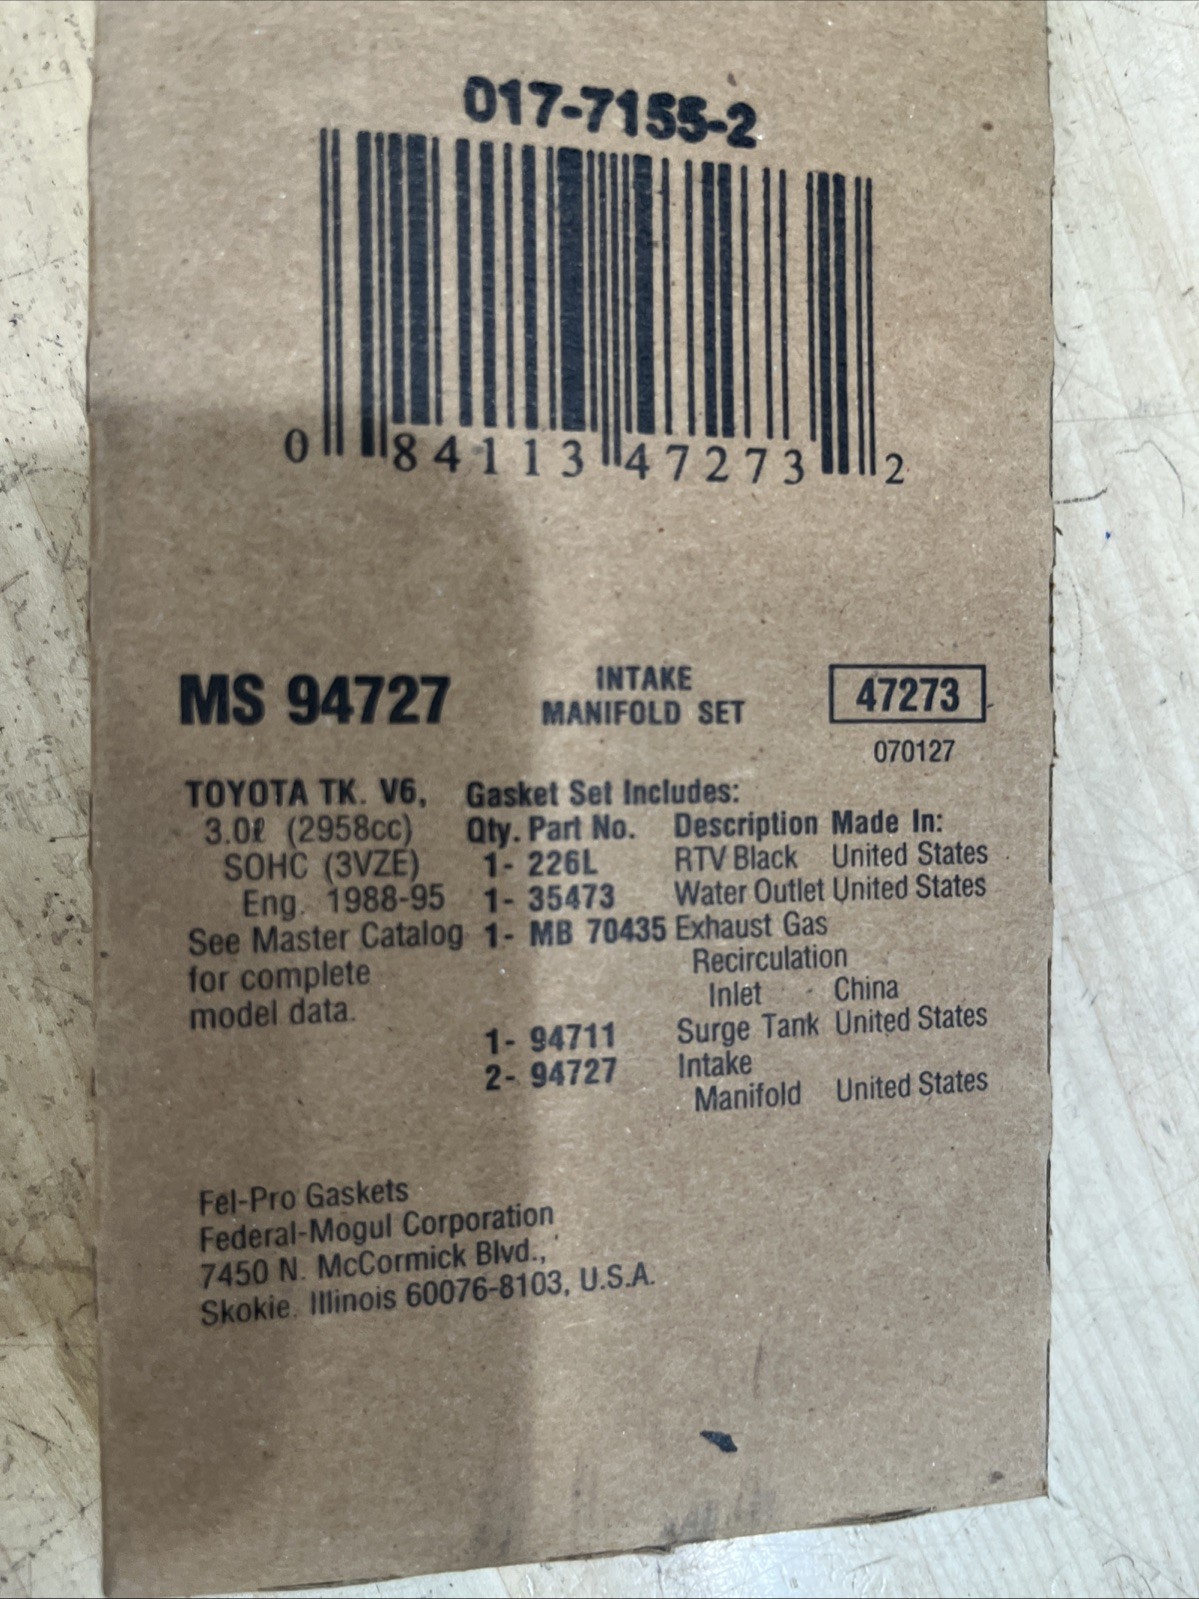 017-7155-2
0 84113 47273 2
MS 94727
INTAKE
MANIFOLD SET
47273
070127
TOYOTA TK. V6,
3.0ℓ (2958cc)
SOHC (3VZE)
Eng. 1988-95
See Master Catalog
for complete
model data.
Gasket Set Includes:
Qty. Part No. Description Made In:
1- 226L RTV Black United States
1- 35473 Water Outlet United States
1- MB 70435 Exhaust Gas
Recirculation
Inlet China
1- 94711 Surge Tank United States
2- 94727 Intake
Manifold United States
Fel-Pro Gaskets
Federal-Mogul Corporation
7450 N. McCormick Blvd.,
Skokie, Illinois 60076-8103, U.S.A.